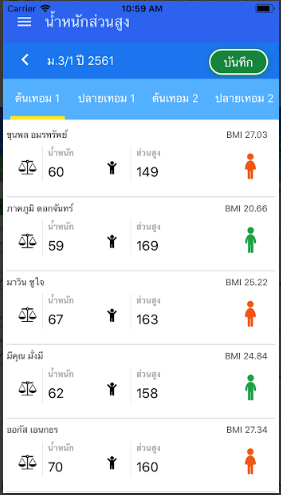 Carrier 10:59 AM
น้ำหนักส่วนสูง
ม.3/1 ปี 2561 บันทึก
ต้นเทอม 1 ปลายเทอม 1 ต้นเทอม 2 ปลายเทอม 2
ขุนพล อมรทรัพย์ BMI 27.03
น้ำหนัก ส่วนสูง
60 149
ภาคภูมิ ดอกจันทร์ BMI 20.66
น้ำหนัก ส่วนสูง
59 169
มาวิน ชูใจ BMI 25.22
น้ำหนัก ส่วนสูง
67 163
มีคุณ มั่งมี BMI 24.84
น้ำหนัก ส่วนสูง
62 158
ออกัส เอนกธร BMI 27.34
น้ำหนัก ส่วนสูง
70 160